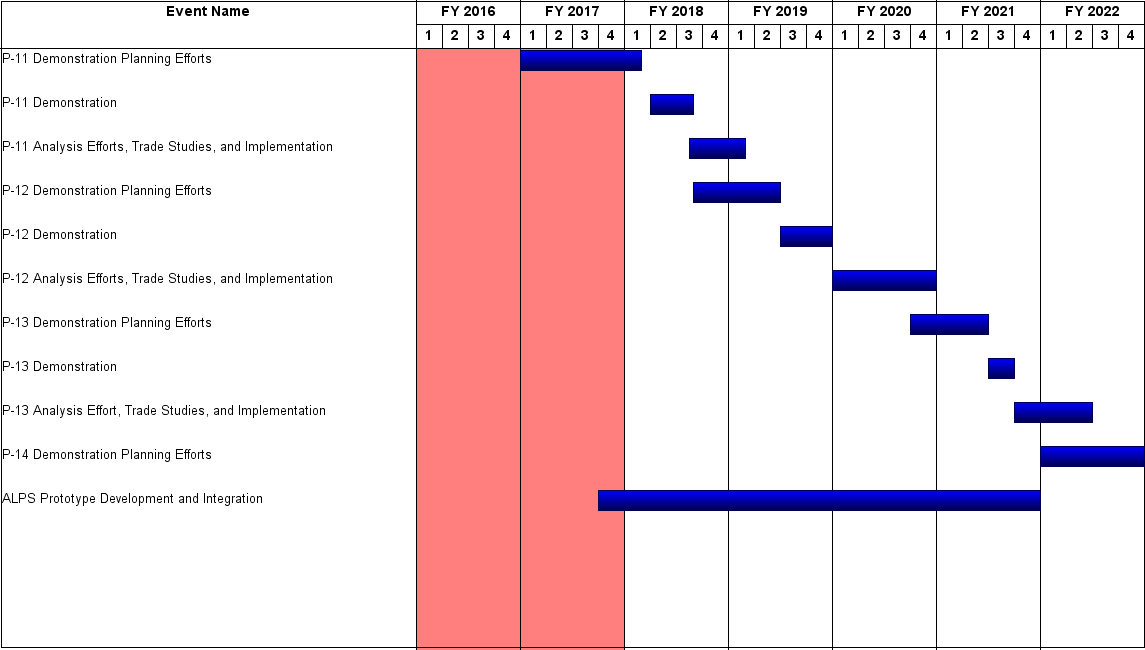 Event Name FY 2016 FY 2017 FY 2018 FY 2019 FY 2020 FY 2021 FY 2022
1 2 3 4 1 2 3 4 1 2 3 4 1 2 3 4 1 2 3 4 1 2 3 4 1 2 3 4
P-11 Demonstration Planning Efforts
P-11 Demonstration
P-11 Analysis Efforts, Trade Studies, and Implementation
P-12 Demonstration Planning Efforts
P-12 Demonstration
P-12 Analysis Efforts, Trade Studies, and Implementation
P-13 Demonstration Planning Efforts
P-13 Demonstration
P-13 Analysis Effort, Trade Studies, and Implementation
P-14 Demonstration Planning Efforts
ALPS Prototype Development and Integration